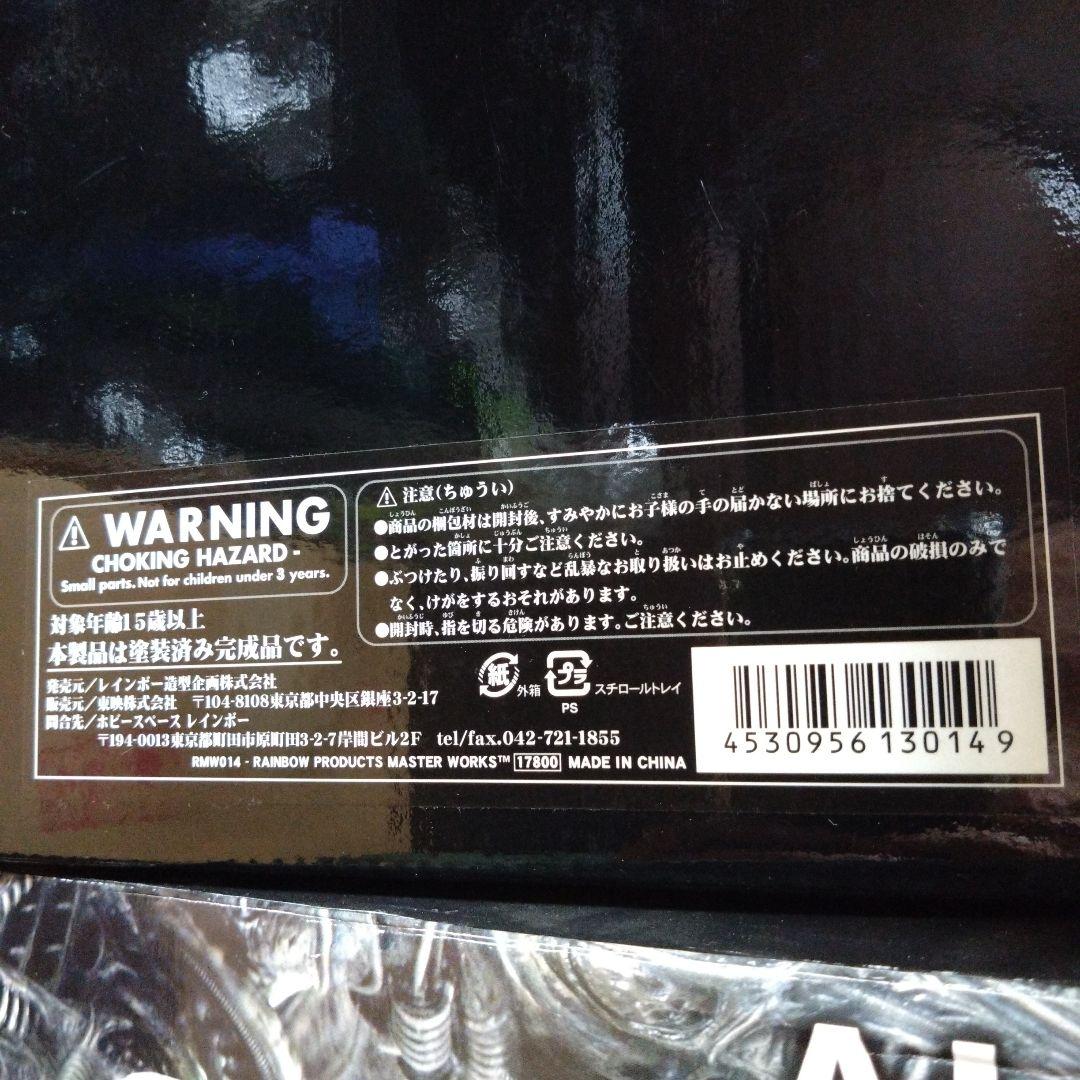 WARNING
CHOKING HAZARD -
Small parts. Not for children under 3 years.
対象年齢15歳以上
本製品は塗装済み完成品です。
発売元/レインボー造型企画株式会社
販売元/東映株式会社 〒104-8108東京都中央区銀座3-2-17
問合先/ホビースペース レインボー
〒194-0013東京都町田市原町田3-2-7岸間ビル2F tel/fax.042-721-1855
RMW014 - RAINBOW PRODUCTS MASTER WORKS™ 17800 MADE IN CHINA
注意(ちゅうい)
●商品の梱包材は開封後、すみやかにお子様の手の届かない場所にお捨てください。
●とがった箇所に十分ご注意ください。
●ぶつけたり、振り回すなど乱暴なお取り扱いはお止めください。商品の破損のみで
なく、けがをするおそれがあります。
●開封時、指を切る危険があります。ご注意ください。
紙 外箱 プラ スチロールトレイ
PS
4530956130149